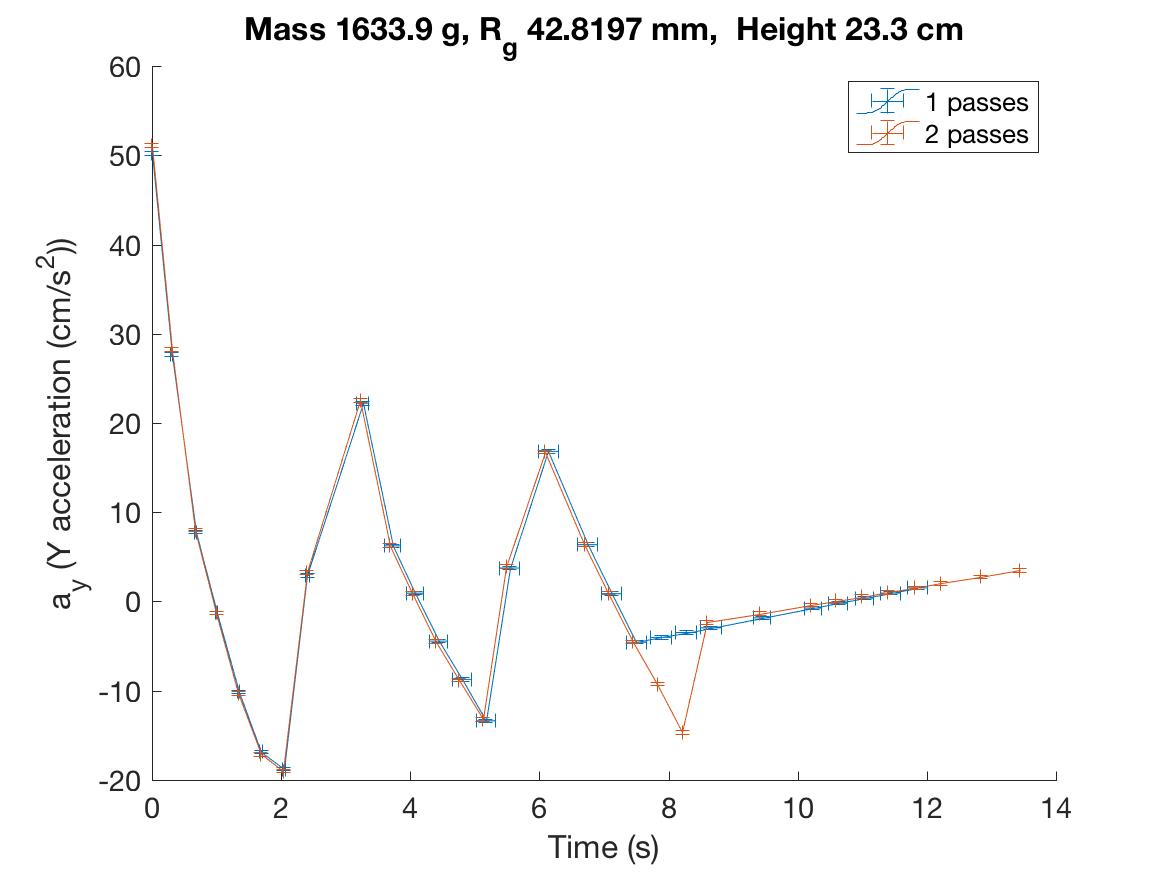 Mass 1633.9 g, Rg 42.8197 mm,  Height 23.3 cm
60
50
40
30
20
10
0
-10
-20
ay (Y acceleration (cm/s2))
1 passes
2 passes
0 2 4 6 8 10 12 14
Time (s)